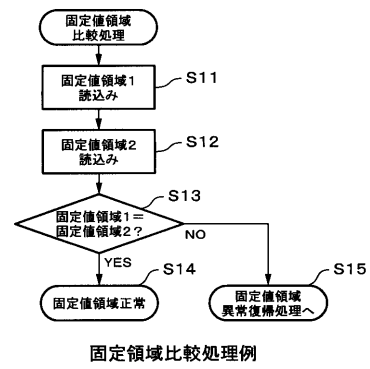 固定値領域
比較処理
固定値領域1
読込み
S11
固定値領域2
読込み
S12
固定値領域1＝
固定値領域2?
S13
NO
YES
S14
固定値領域正常
S15
固定値領域
異常復帰処理へ
固定領域比較処理例